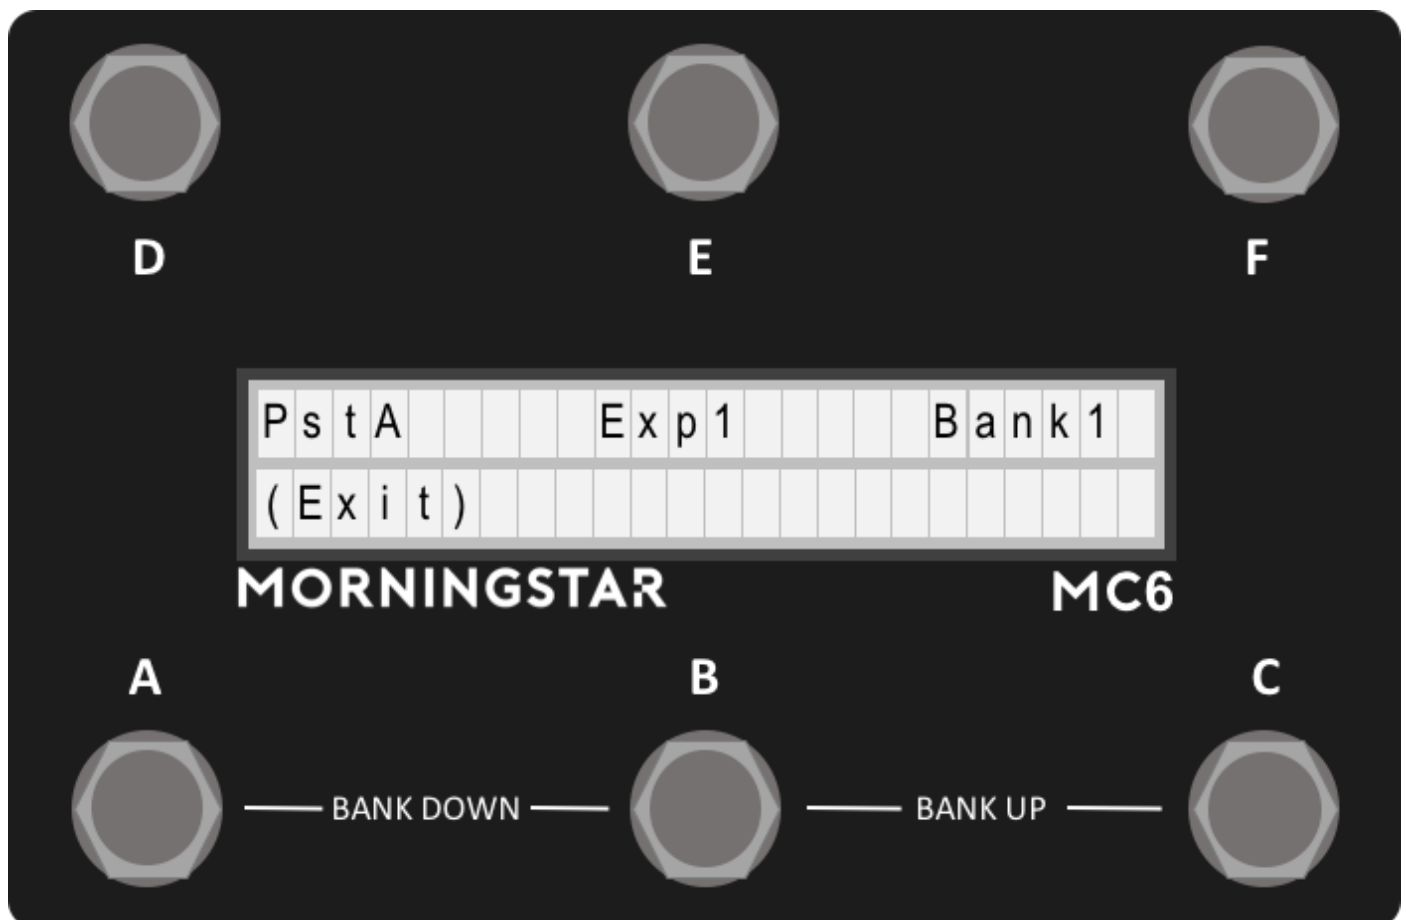 D E F
PstA Exp1 Bank1
(Exit)
MORNINGSTAR MC6
A B C
BANK DOWN BANK UP